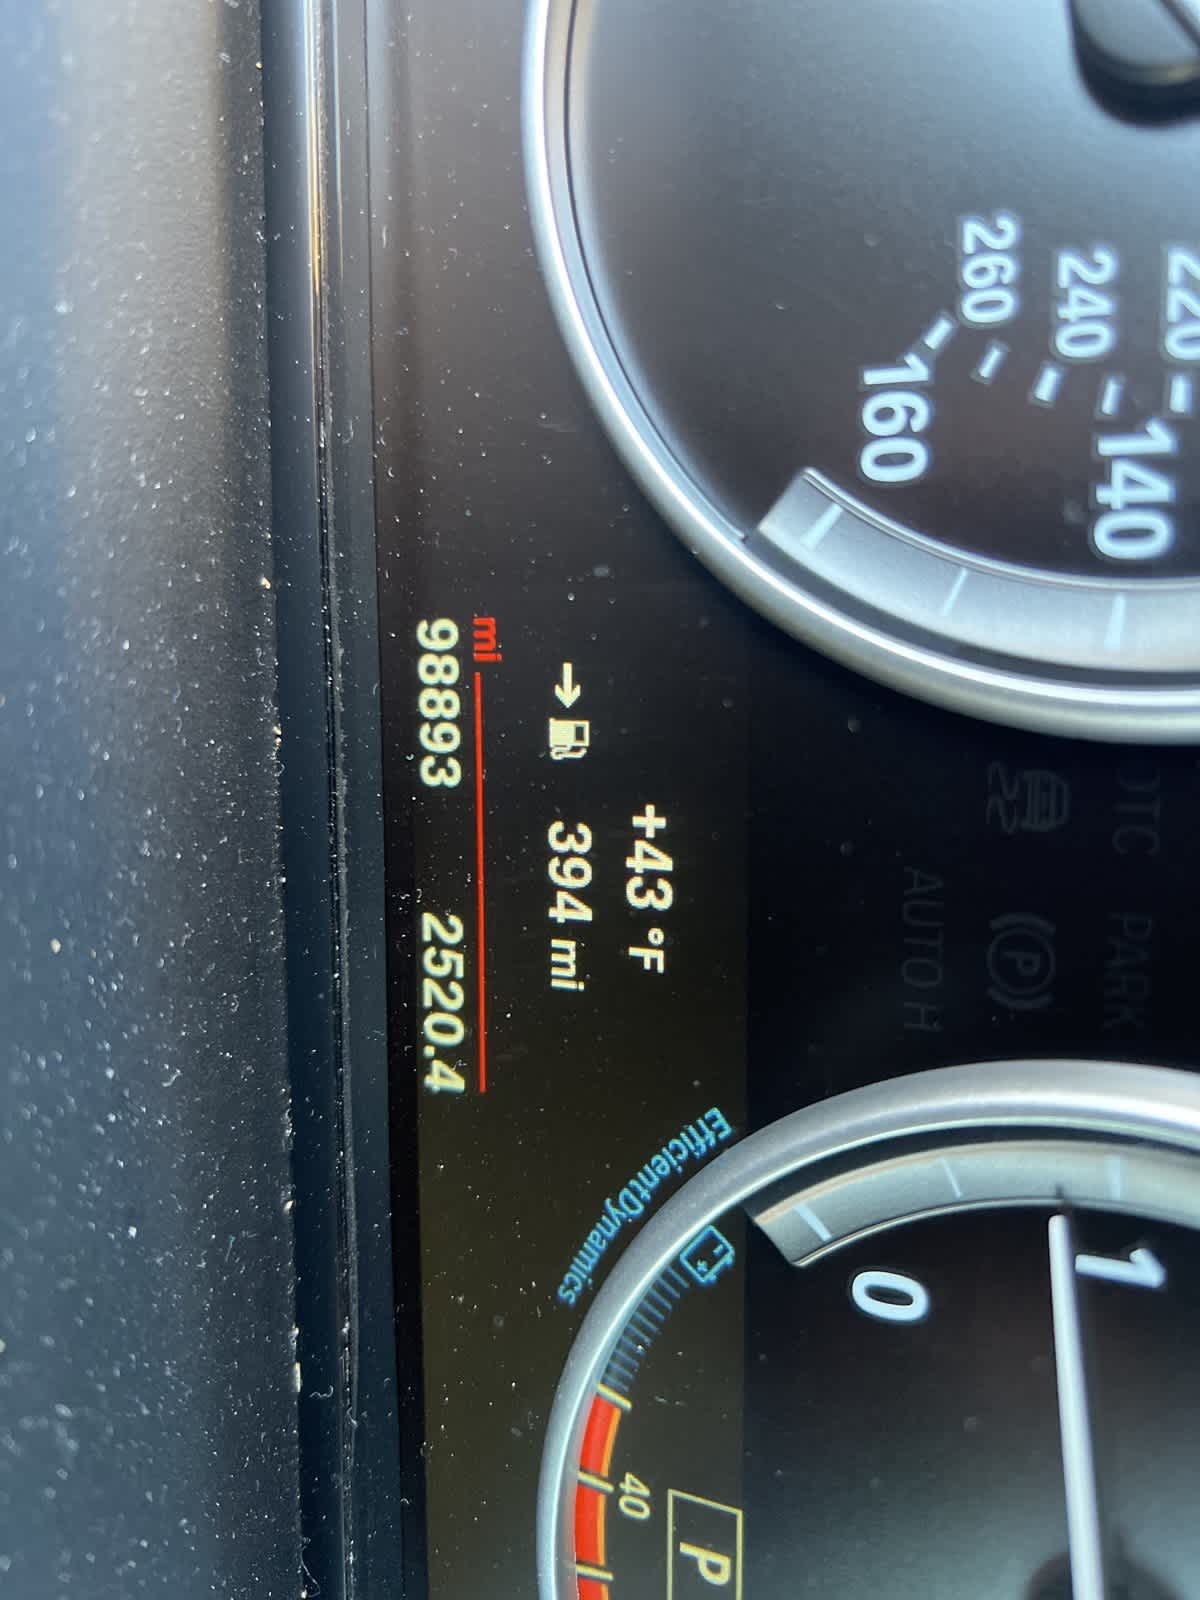 220
240
260
140
160
DTC PARK
AUTO H
(P)
1
0
+43 °F
394 mi
mi
98893 2520.4
EfficientDynamics
- +
40
P